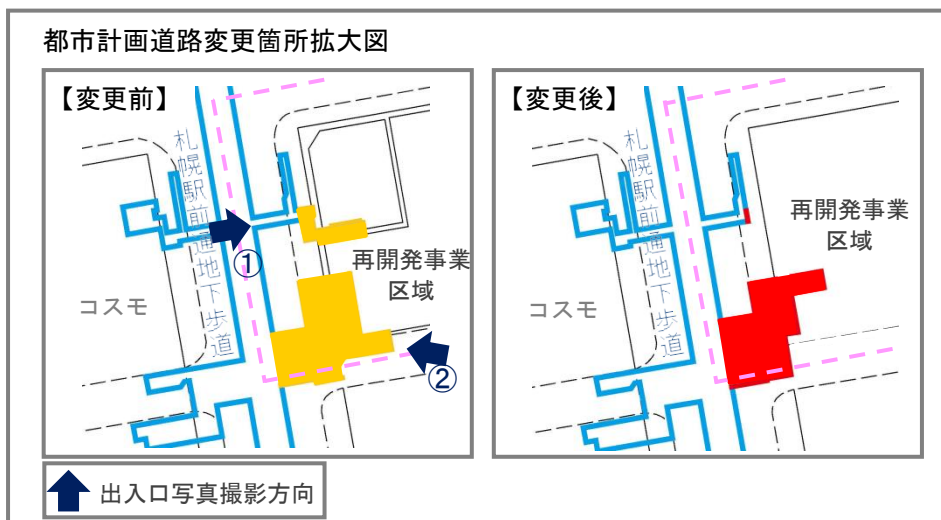 都市計画道路変更箇所拡大図
【変更前】
札幌駅前通地下歩道
①
再開発事業
区域
コスモ
②
【変更後】
札幌駅前通地下歩道
再開発事業
区域
コスモ
出入口写真撮影方向